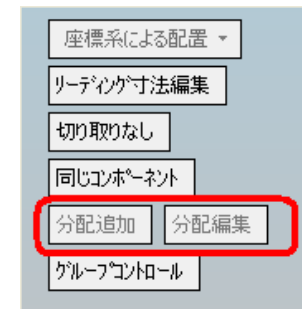 座標系による配置
リーディング寸法編集
切り取りなし
同じコンポーネント
分配追加 分配編集
グループコントロール